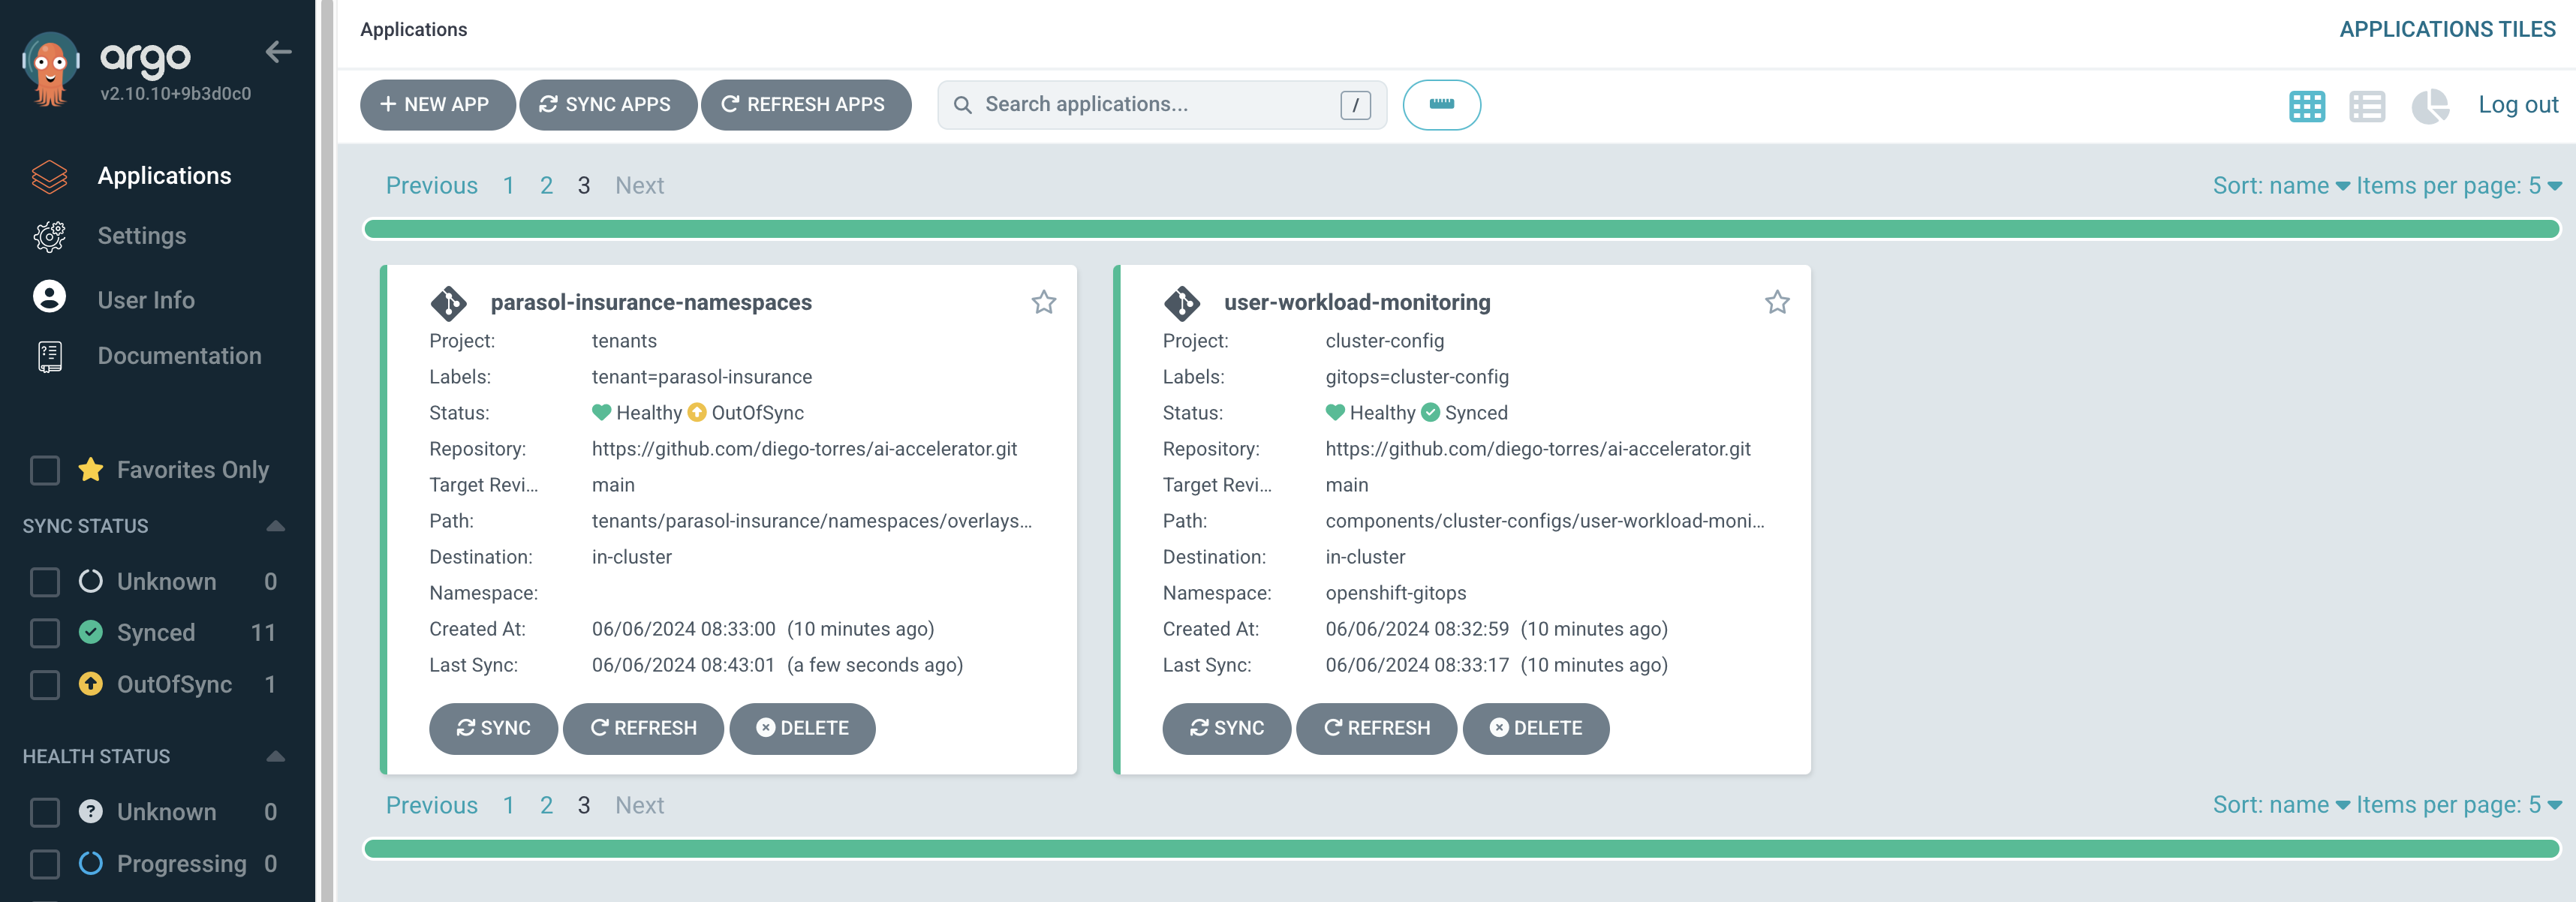 argo
v2.10.10+9b3d0c0
Applications
Settings
User Info
Documentation
Favorites Only
SYNC STATUS
Unknown 0
Synced 11
OutOfSync 1
HEALTH STATUS
Unknown 0
Progressing 0
Applications
APPLICATIONS TILES
+ NEW APP SYNC APPS REFRESH APPS Search applications... / Log out
Previous 1 2 3 Next Sort: name Items per page: 5
parasol-insurance-namespaces
Project: tenants
Labels: tenant=parasol-insurance
Status: Healthy OutOfSync
Repository: https://github.com/diego-torres/ai-accelerator.git
Target Revi... main
Path: tenants/parasol-insurance/namespaces/overlays...
Destination: in-cluster
Namespace:
Created At: 06/06/2024 08:33:00 (10 minutes ago)
Last Sync: 06/06/2024 08:43:01 (a few seconds ago)
SYNC REFRESH DELETE
user-workload-monitoring
Project: cluster-config
Labels: gitops=cluster-config
Status: Healthy Synced
Repository: https://github.com/diego-torres/ai-accelerator.git
Target Revi... main
Path: components/cluster-configs/user-workload-moni...
Destination: in-cluster
Namespace: openshift-gitops
Created At: 06/06/2024 08:32:59 (10 minutes ago)
Last Sync: 06/06/2024 08:33:17 (10 minutes ago)
SYNC REFRESH DELETE
Previous 1 2 3 Next Sort: name Items per page: 5